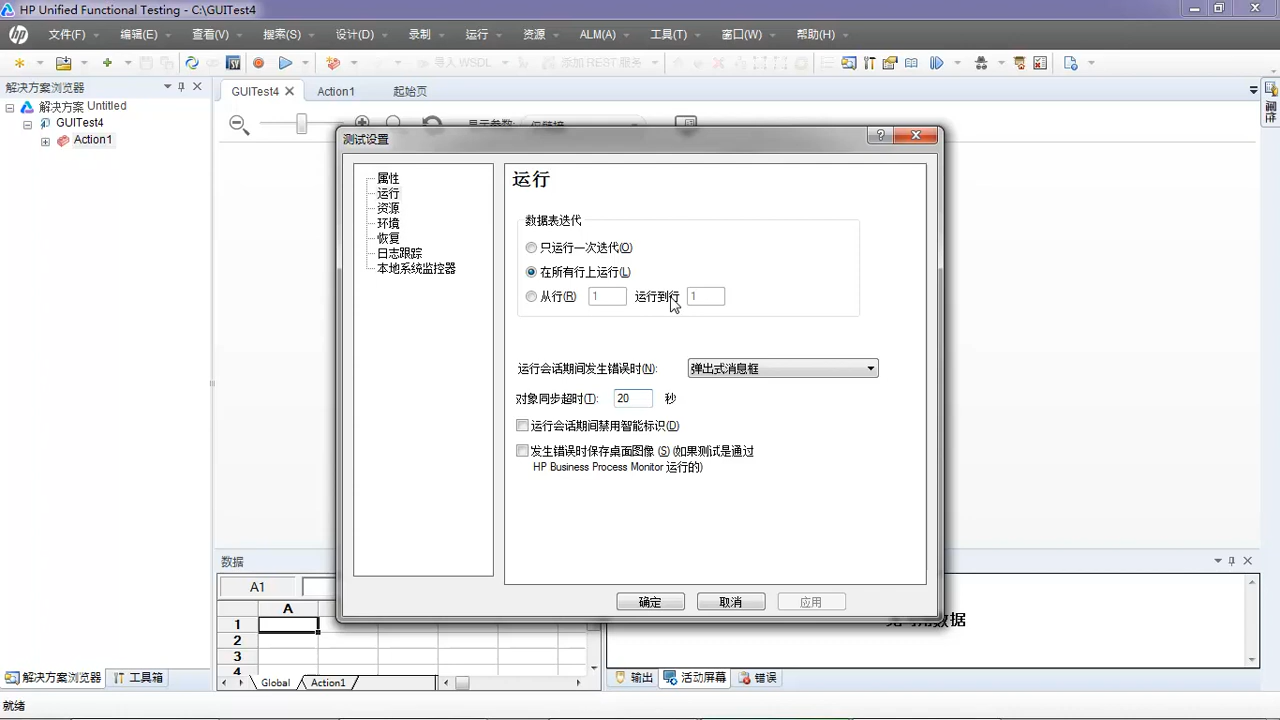 HP Unified Functional Testing - C:\GUITest4
文件(F) 编辑(E) 查看(V) 搜索(S) 设计(D) 录制 运行 资源 ALM(A) 工具(T) 窗口(W) 帮助(H)
导入 WSDL 添加 REST 服务
解决方案浏览器
GUITest4 Action1 起始页
解决方案 Untitled
GUITest4
Action1
测试设置
属性
运行
资源
环境
恢复
日志跟踪
本地系统监控器
运行
数据表迭代
只运行一次迭代(O)
在所有行上运行(L)
从行(R) 1 运行到行 1
运行会话期间发生错误时(N): 弹出式消息框
对象同步超时(T): 20 秒
运行会话期间禁用智能标识(D)
发生错误时保存桌面图像 (S) (如果测试是通过
HP Business Process Monitor 运行的)
确定 取消 应用
数据
A1
A
1
2
3
4
Global Action1
解决方案浏览器 工具箱
输出 活动屏幕 错误
就绪